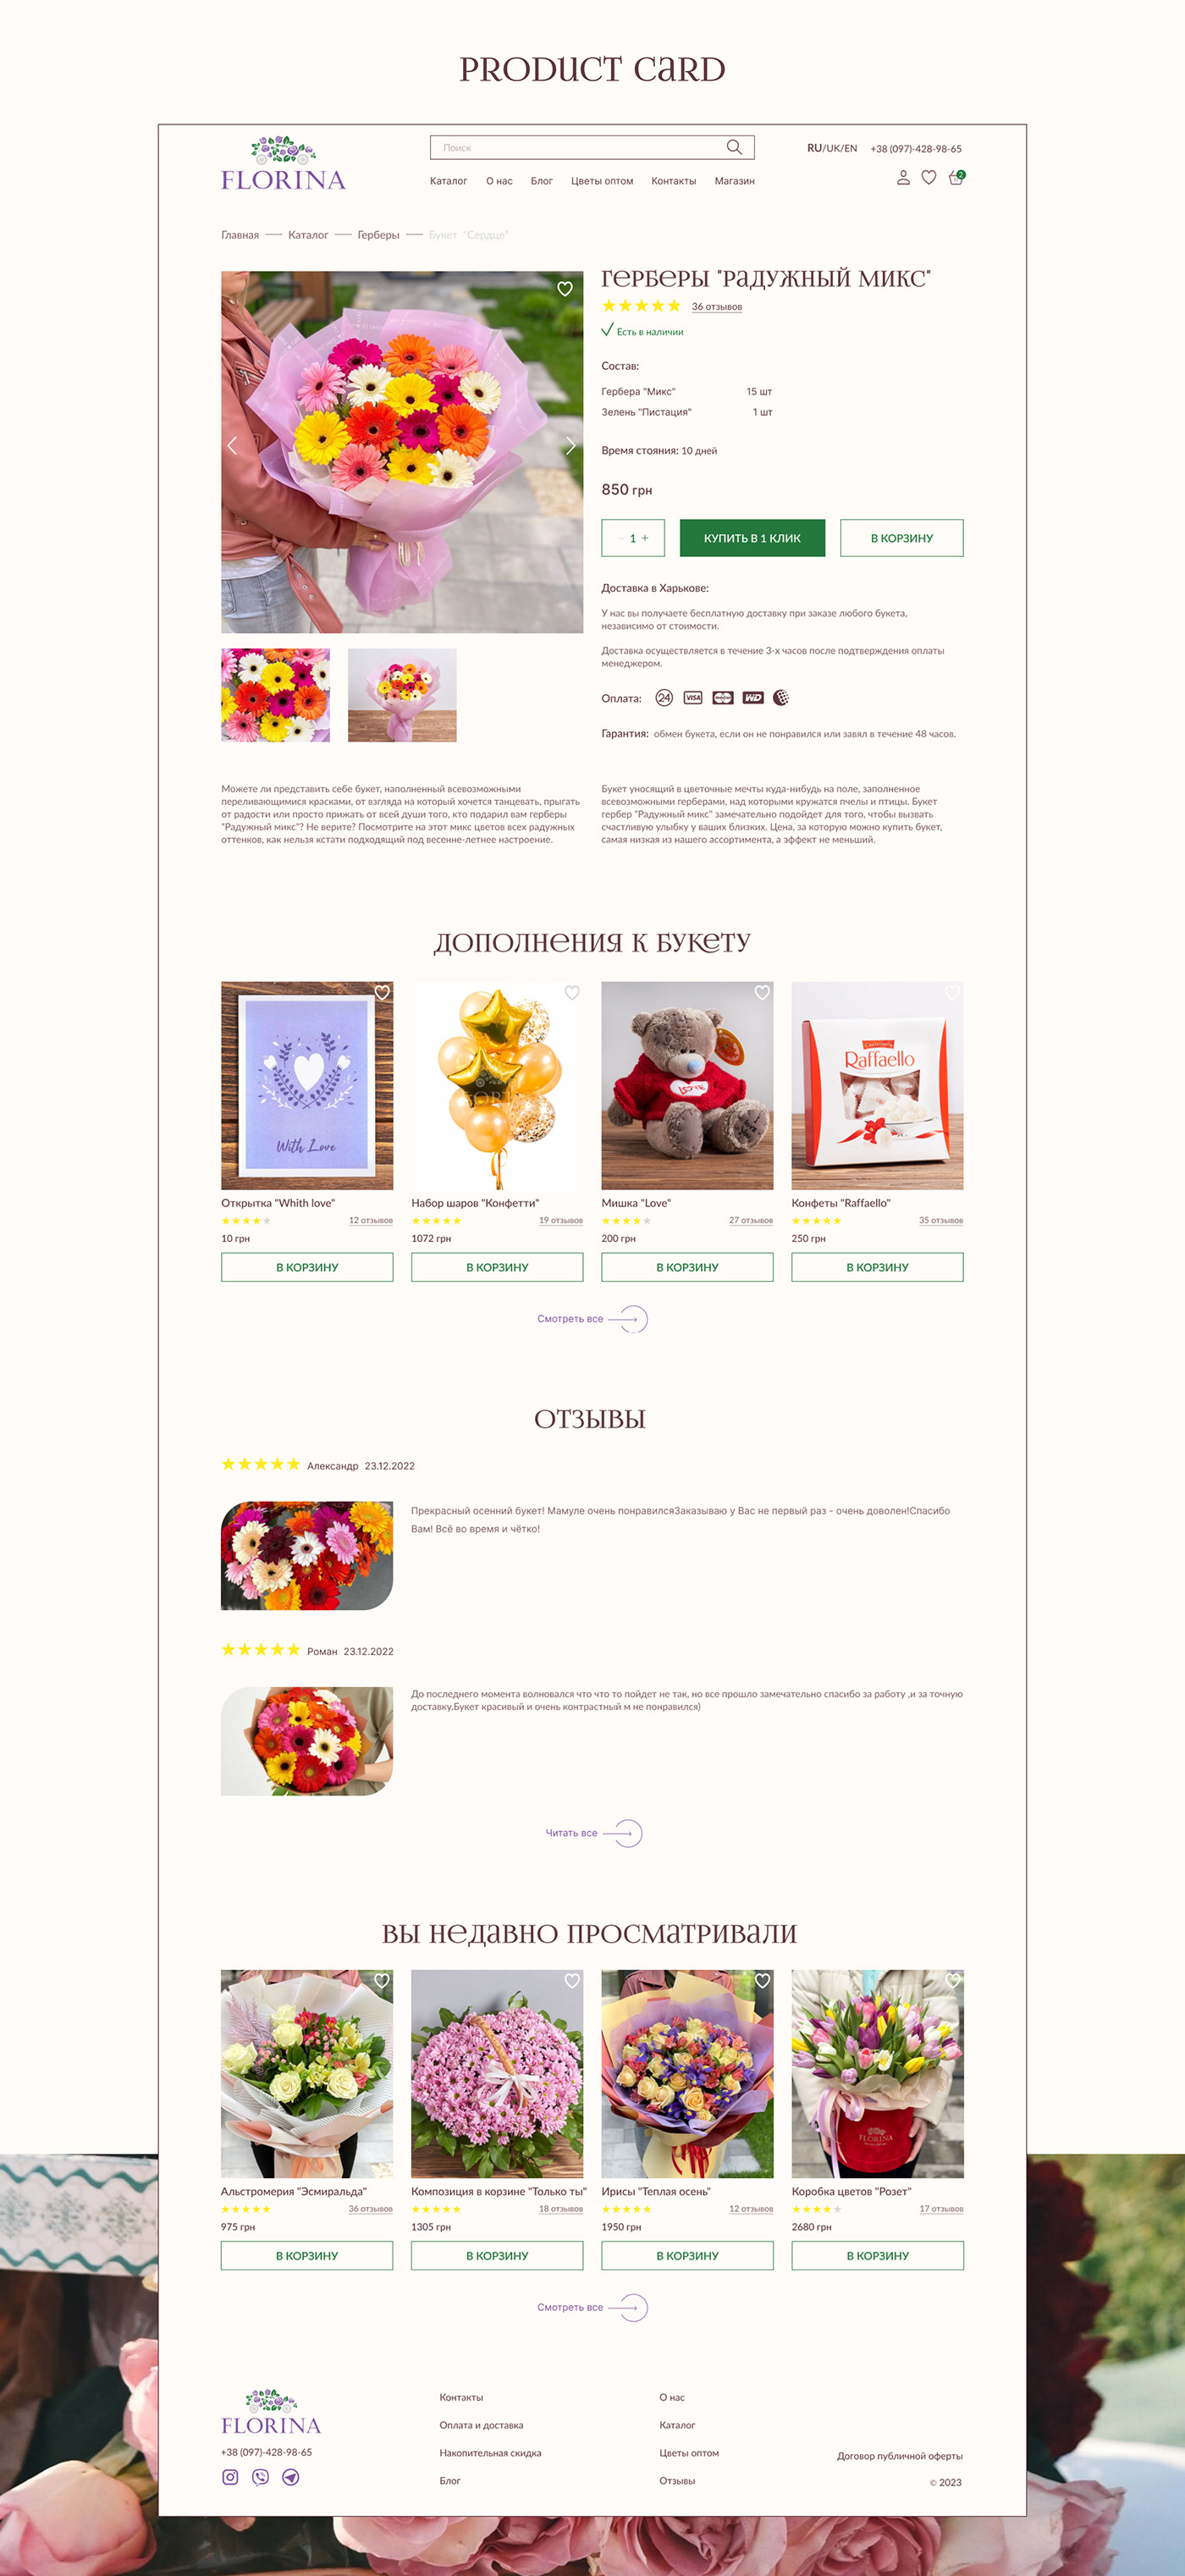 PRODUCT CARD
FLORINA
Поиск
RU/UK/EN
+38 (097)-428-98-65
Каталог
О нас
Блог
Цветы оптом
Контакты
Магазин
2
Главная
Каталог
Герберы
Букет "Сердце"
ГЕРБЕРЫ "РАДУЖНЫЙ МИКС"
36 отзывов
Есть в наличии
Состав:
Гербера "Микс" 15 шт
Зелень "Пистация" 1 шт
Время стояния: 10 дней
850 грн
− 1 +
КУПИТЬ В 1 КЛИК
В КОРЗИНУ
Доставка в Харькове:
У нас вы получаете бесплатную доставку при заказе любого букета,
независимо от стоимости.
Доставка осуществляется в течение 3-х часов после подтверждения оплаты
менеджером.
Оплата: 24 VISA
Гарантия: обмен букета, если он не понравился или завял в течение 48 часов.
Можете ли представить себе букет, наполненный всевозможными
переливающимися красками, от взгляда на который хочется танцевать, прыгать
от радости или просто прижать от всей души того, кто подарил вам герберы
"Радужный микс"? Не верите? Посмотрите на этот микс цветов всех радужных
оттенков, как нельзя кстати подходящий под весенне-летнее настроение.
Букет уносящий в цветочные мечты куда-нибудь на поле, заполненное
всевозможными герберами, над которыми кружатся пчелы и птицы. Букет
гербер "Радужный микс" замечательно подойдет для того, чтобы вызвать
счастливую улыбку у ваших близких. Цена, за которую можно купить букет,
самая низкая из нашего ассортимента, а эффект не меньший.
ДОПОЛНЕНИЯ К БУКЕТУ
With Love
LOVE
Confetteria
Raffaello
Открытка "Whith love"
12 отзывов
10 грн
В КОРЗИНУ
Набор шаров "Конфетти"
19 отзывов
1072 грн
В КОРЗИНУ
Мишка "Love"
27 отзывов
200 грн
В КОРЗИНУ
Конфеты "Raffaello"
35 отзывов
250 грн
В КОРЗИНУ
Смотреть все
ОТЗЫВЫ
Александр 23.12.2022
Прекрасный осенний букет! Мамуле очень понравилсяЗаказываю у Вас не первый раз - очень доволен!Спасибо
Вам! Всё во время и чётко!
Роман 23.12.2022
До последнего момента волновался что что то пойдет не так, но все прошло замечательно спасибо за работу ,и за точную
доставку.Букет красивый и очень контрастный м не понравился)
Читать все
ВЫ НЕДАВНО ПРОСМАТРИВАЛИ
FLORINA
Альстромерия "Эсмиральда"
36 отзывов
975 грн
В КОРЗИНУ
Композиция в корзине "Только ты"
18 отзывов
1305 грн
В КОРЗИНУ
Ирисы "Теплая осень"
12 отзывов
1950 грн
В КОРЗИНУ
Коробка цветов "Розет"
17 отзывов
2680 грн
В КОРЗИНУ
Смотреть все
FLORINA
+38 (097)-428-98-65
Контакты
Оплата и доставка
Накопительная скидка
Блог
О нас
Каталог
Цветы оптом
Отзывы
Договор публичной оферты
© 2023